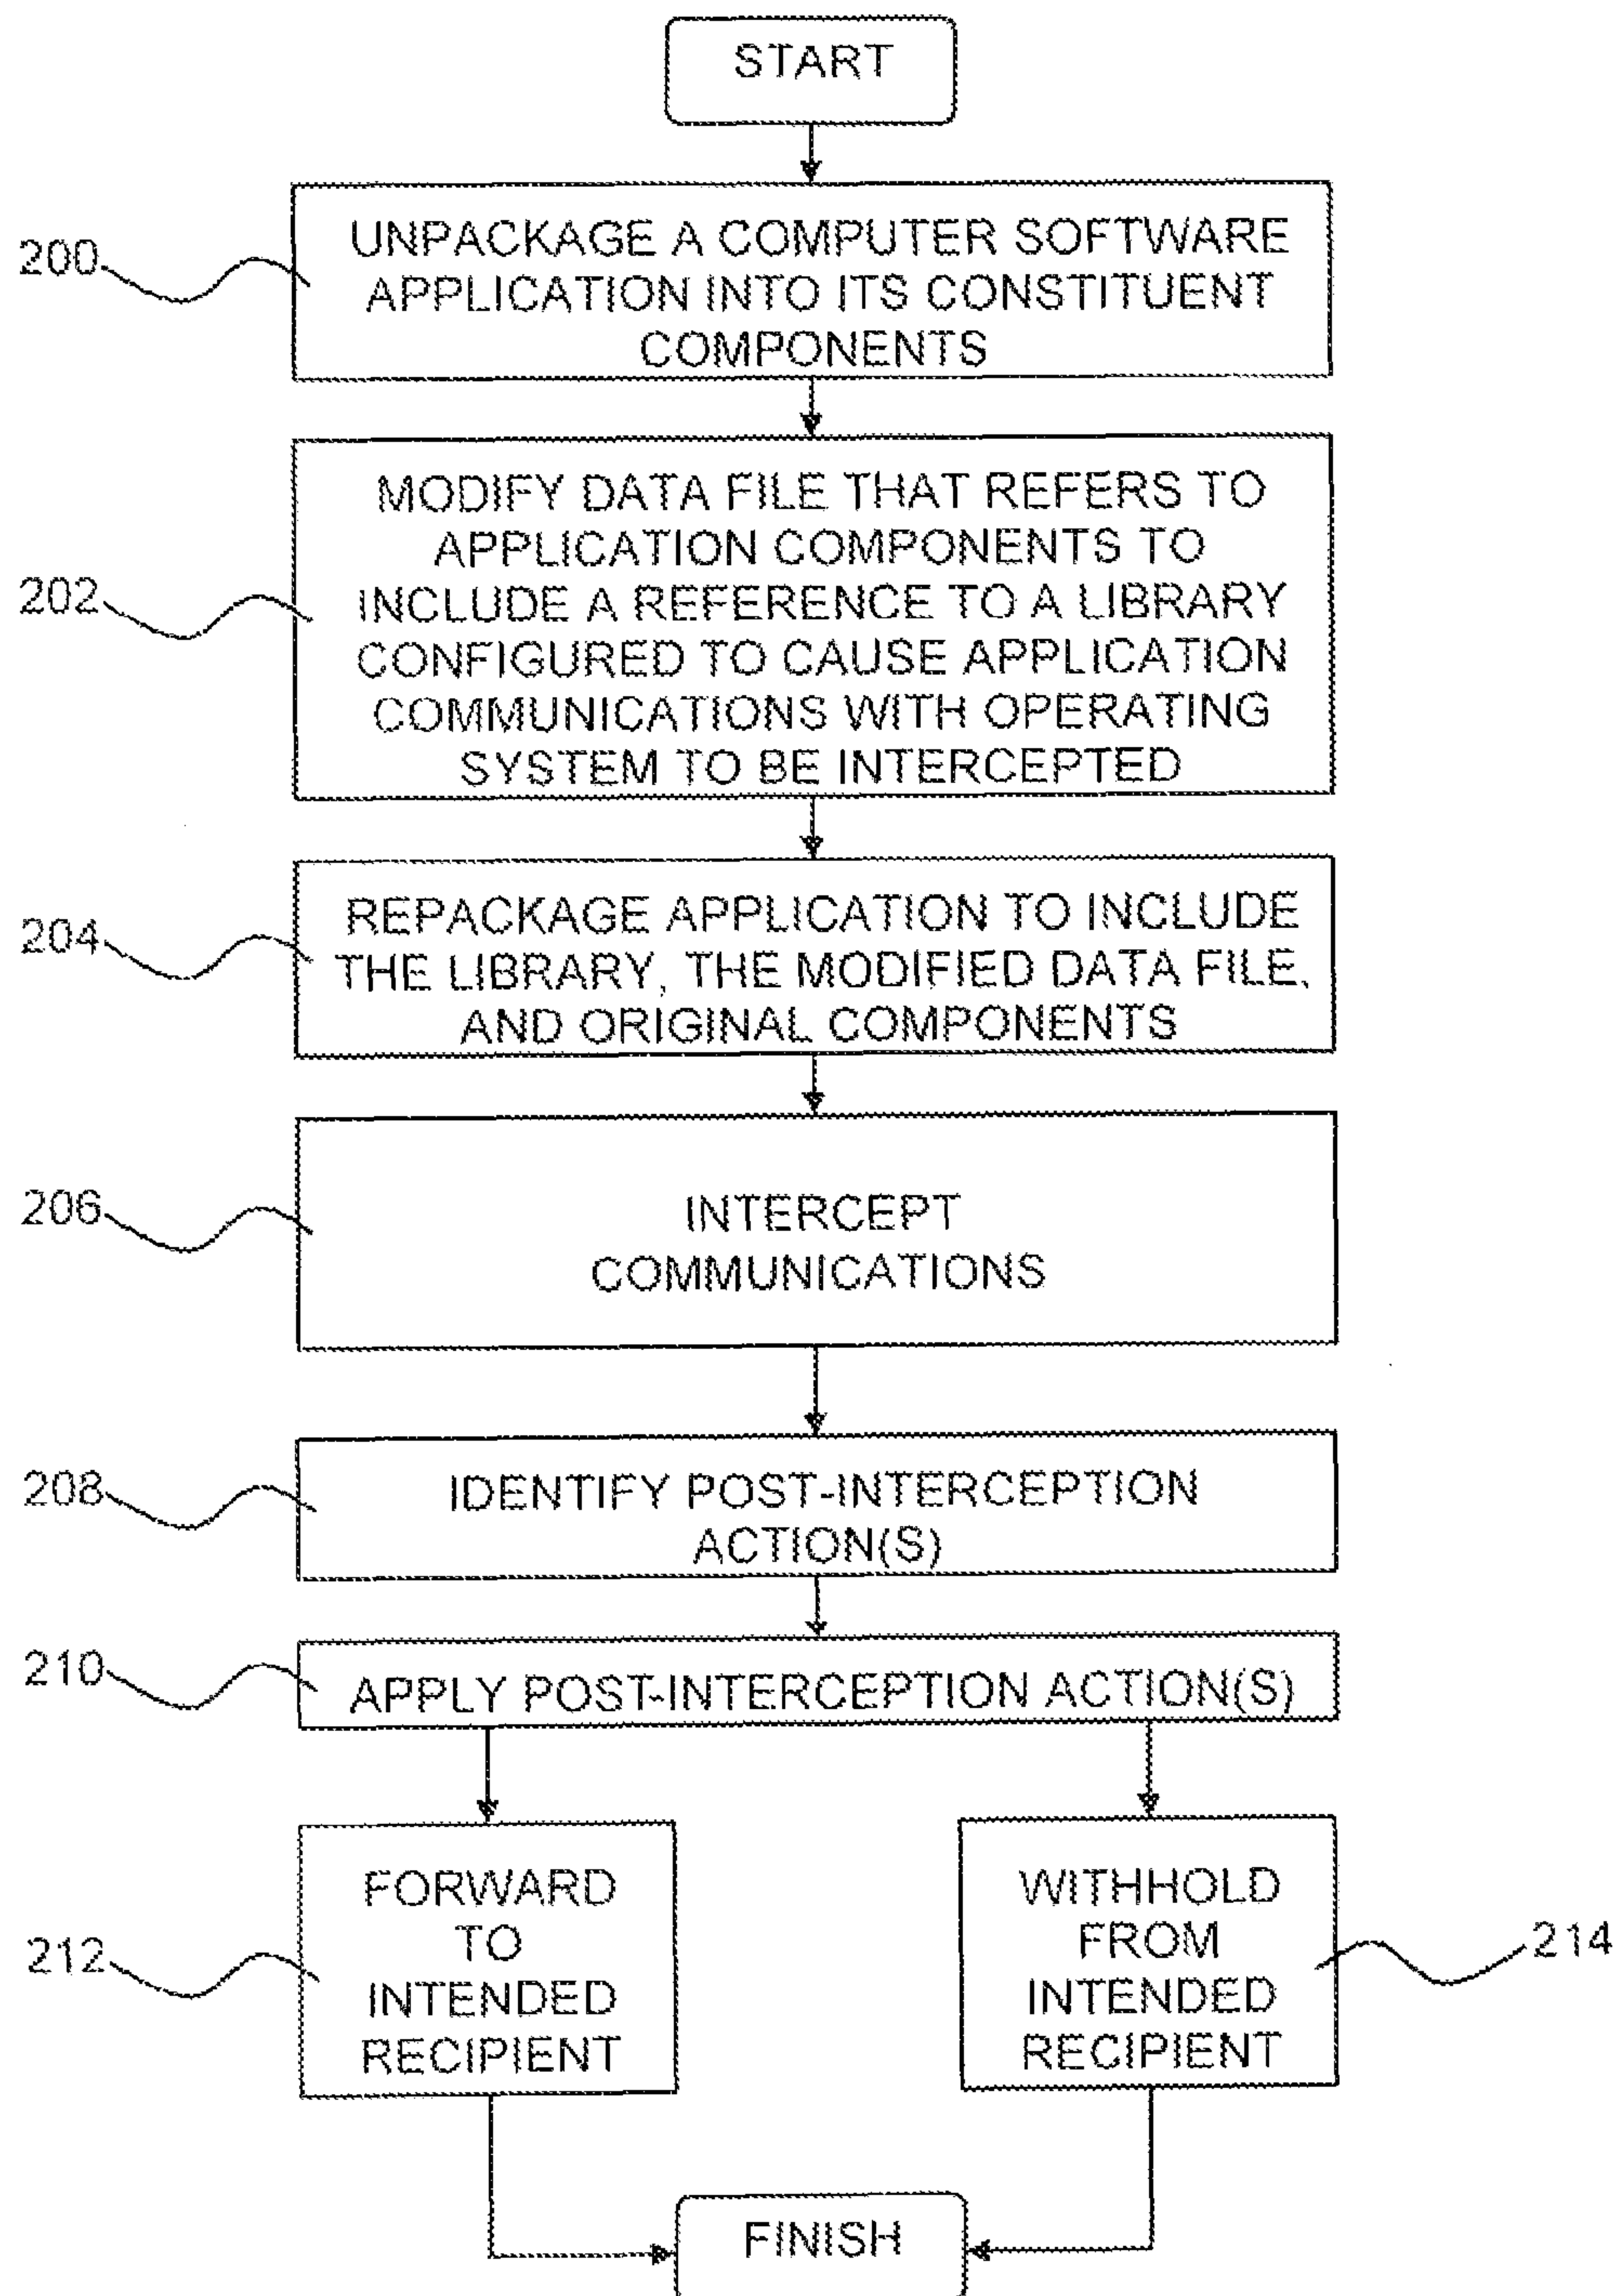 START
200
UNPACKAGE A COMPUTER SOFTWARE
APPLICATION INTO ITS CONSTITUENT
COMPONENTS
202
MODIFY DATA FILE THAT REFERS TO
APPLICATION COMPONENTS TO
INCLUDE A REFERENCE TO A LIBRARY
CONFIGURED TO CAUSE APPLICATION
COMMUNICATIONS WITH OPERATING
SYSTEM TO BE INTERCEPTED
204
REPACKAGE APPLICATION TO INCLUDE
THE LIBRARY, THE MODIFIED DATA FILE,
AND ORIGINAL COMPONENTS
206
INTERCEPT
COMMUNICATIONS
208
IDENTIFY POST-INTERCEPTION
ACTION(S)
210
APPLY POST-INTERCEPTION ACTION(S)
212
FORWARD
TO
INTENDED
RECIPIENT
WITHHOLD
FROM
INTENDED
RECIPIENT
214
FINISH